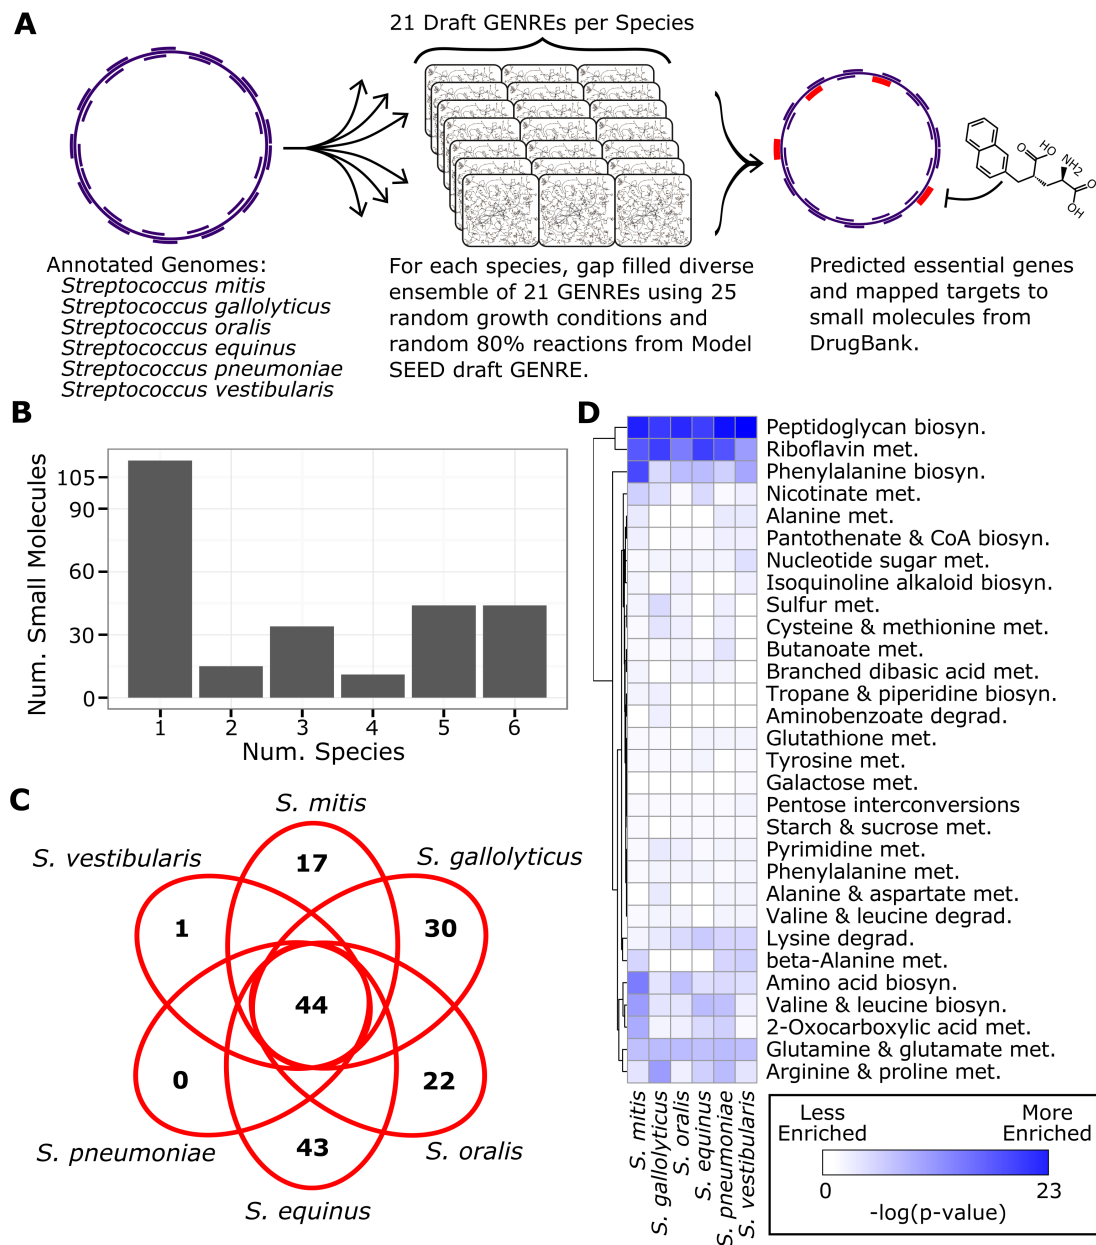 A
21 Draft GENREs per Species
O
HO
NH2
O
OH
Annotated Genomes:
Streptococcus mitis
Streptococcus gallolyticus
Streptococcus oralis
Streptococcus equinus
Streptococcus pneumoniae
Streptococcus vestibularis
For each species, gap filled diverse
ensemble of 21 GENREs using 25
random growth conditions and
random 80% reactions from Model
SEED draft GENRE.
Predicted essential genes
and mapped targets to
small molecules from
DrugBank.
B
Num. Small Molecules
105
90
60
30
0
1 2 3 4 5 6
Num. Species
C
S. mitis
S. vestibularis
S. gallolyticus
17
1
30
44
0
22
43
S. pneumoniae
S. oralis
S. equinus
D
Peptidoglycan biosyn.
Riboflavin met.
Phenylalanine biosyn.
Nicotinate met.
Alanine met.
Pantothenate & CoA biosyn.
Nucleotide sugar met.
Isoquinoline alkaloid biosyn.
Sulfur met.
Cysteine & methionine met.
Butanoate met.
Branched dibasic acid met.
Tropane & piperidine biosyn.
Aminobenzoate degrad.
Glutathione met.
Tyrosine met.
Galactose met.
Pentose interconversions
Starch & sucrose met.
Pyrimidine met.
Phenylalanine met.
Alanine & aspartate met.
Valine & leucine degrad.
Lysine degrad.
beta-Alanine met.
Amino acid biosyn.
Valine & leucine biosyn.
2-Oxocarboxylic acid met.
Glutamine & glutamate met.
Arginine & proline met.
S. mitis
S. gallolyticus
S. oralis
S. equinus
S. pneumoniae
S. vestibularis
Less
Enriched
More
Enriched
0
23
-log(p-value)